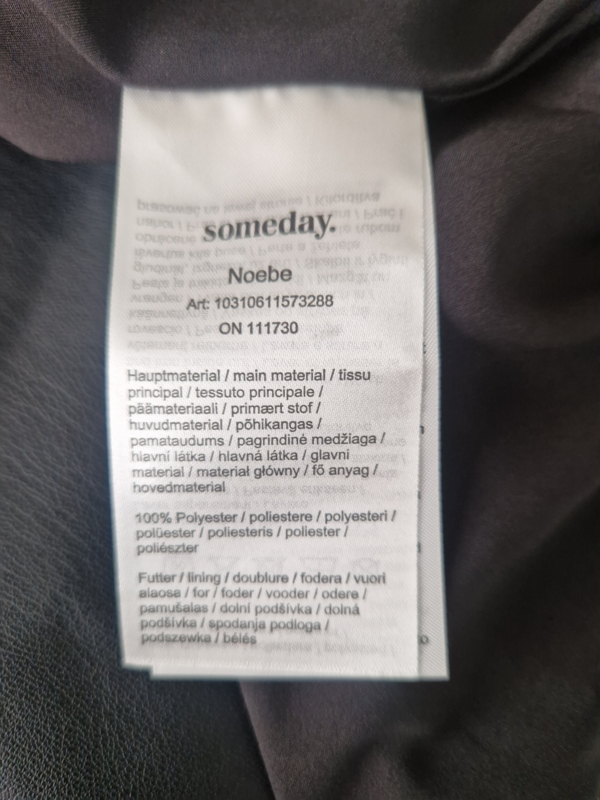 someday.
Noebe
Art: 10310611573288
ON 111730
Hauptmaterial / main material / tissu
principal / tessuto principale /
päämateriaali / primært stof /
huvudmaterial / põhikangas /
pamataudums / pagrindinė medžiaga /
hlavní látka / hlavná látka / glavni
material / materiał główny / fő anyag /
hovedmaterial
100% Polyester / poliestere / polyesteri /
polüester / poliesteris / poliester /
poliészter
Futter / lining / doublure / fodera / vuori
alaosa / for / foder / vooder / odere /
pamušalas / dolní podšívka / dolná
podšívka / spodanja podloga /
podszewka / bélés